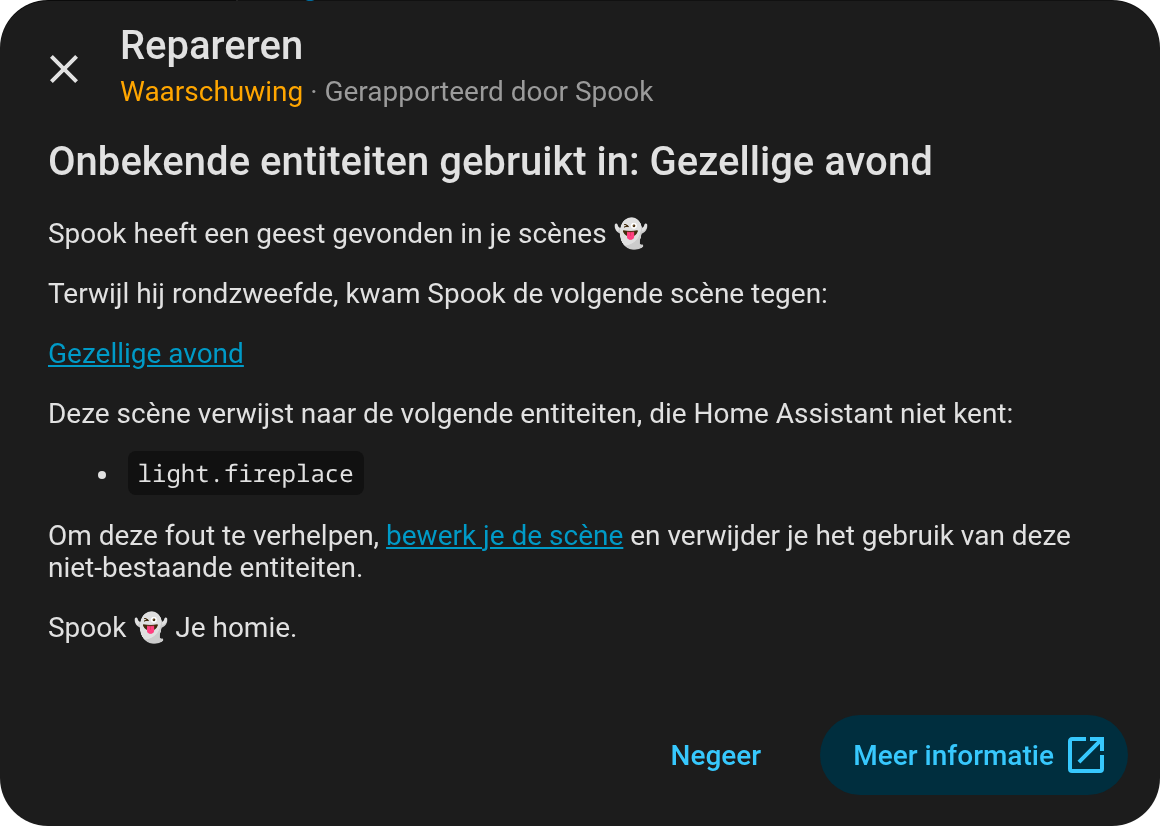 Repareren
Waarschuwing · Gerapporteerd door Spook
Onbekende entiteiten gebruikt in: Gezellige avond
Spook heeft een geest gevonden in je scènes 👻
Terwijl hij rondzweefde, kwam Spook de volgende scène tegen:
Gezellige avond
Deze scène verwijst naar de volgende entiteiten, die Home Assistant niet kent:
• light.fireplace
Om deze fout te verhelpen, bewerk je de scène en verwijder je het gebruik van deze
niet-bestaande entiteiten.
Spook 👻 Je homie.
Negeer
Meer informatie